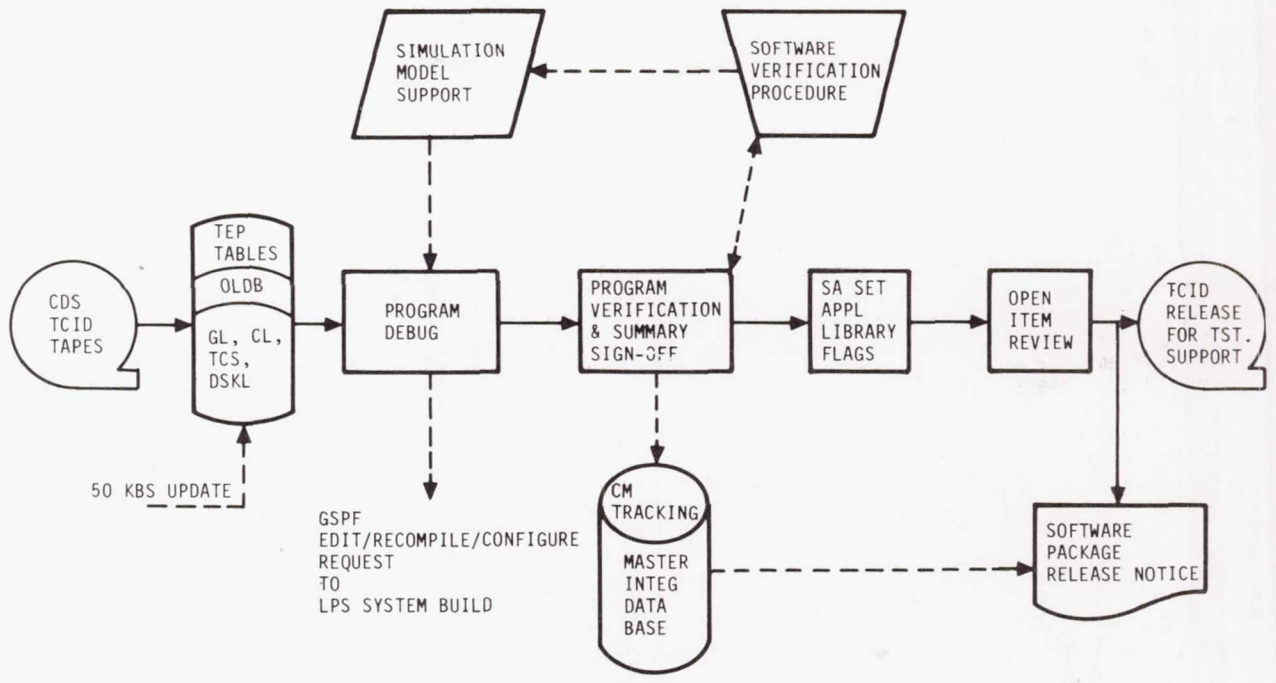 SIMULATION
MODEL
SUPPORT
SOFTWARE
VERIFICATION
PROCEDURE
CDS
TCID
TAPES
TEP
TABLES
OLDB
GL, CL,
TCS,
DSKL
50 KBS UPDATE
PROGRAM
DEBUG
GSPF
EDIT/RECOMPILE/CONFIGURE
REQUEST
TO
LPS SYSTEM BUILD
PROGRAM
VERIFICATION
& SUMMARY
SIGN-OFF
CM
TRACKING
MASTER
INTEG
DATA
BASE
SA SET
APPL
LIBRARY
FLAGS
OPEN
ITEM
REVIEW
TCID
RELEASE
FOR TST.
SUPPORT
SOFTWARE
PACKAGE
RELEASE NOTICE